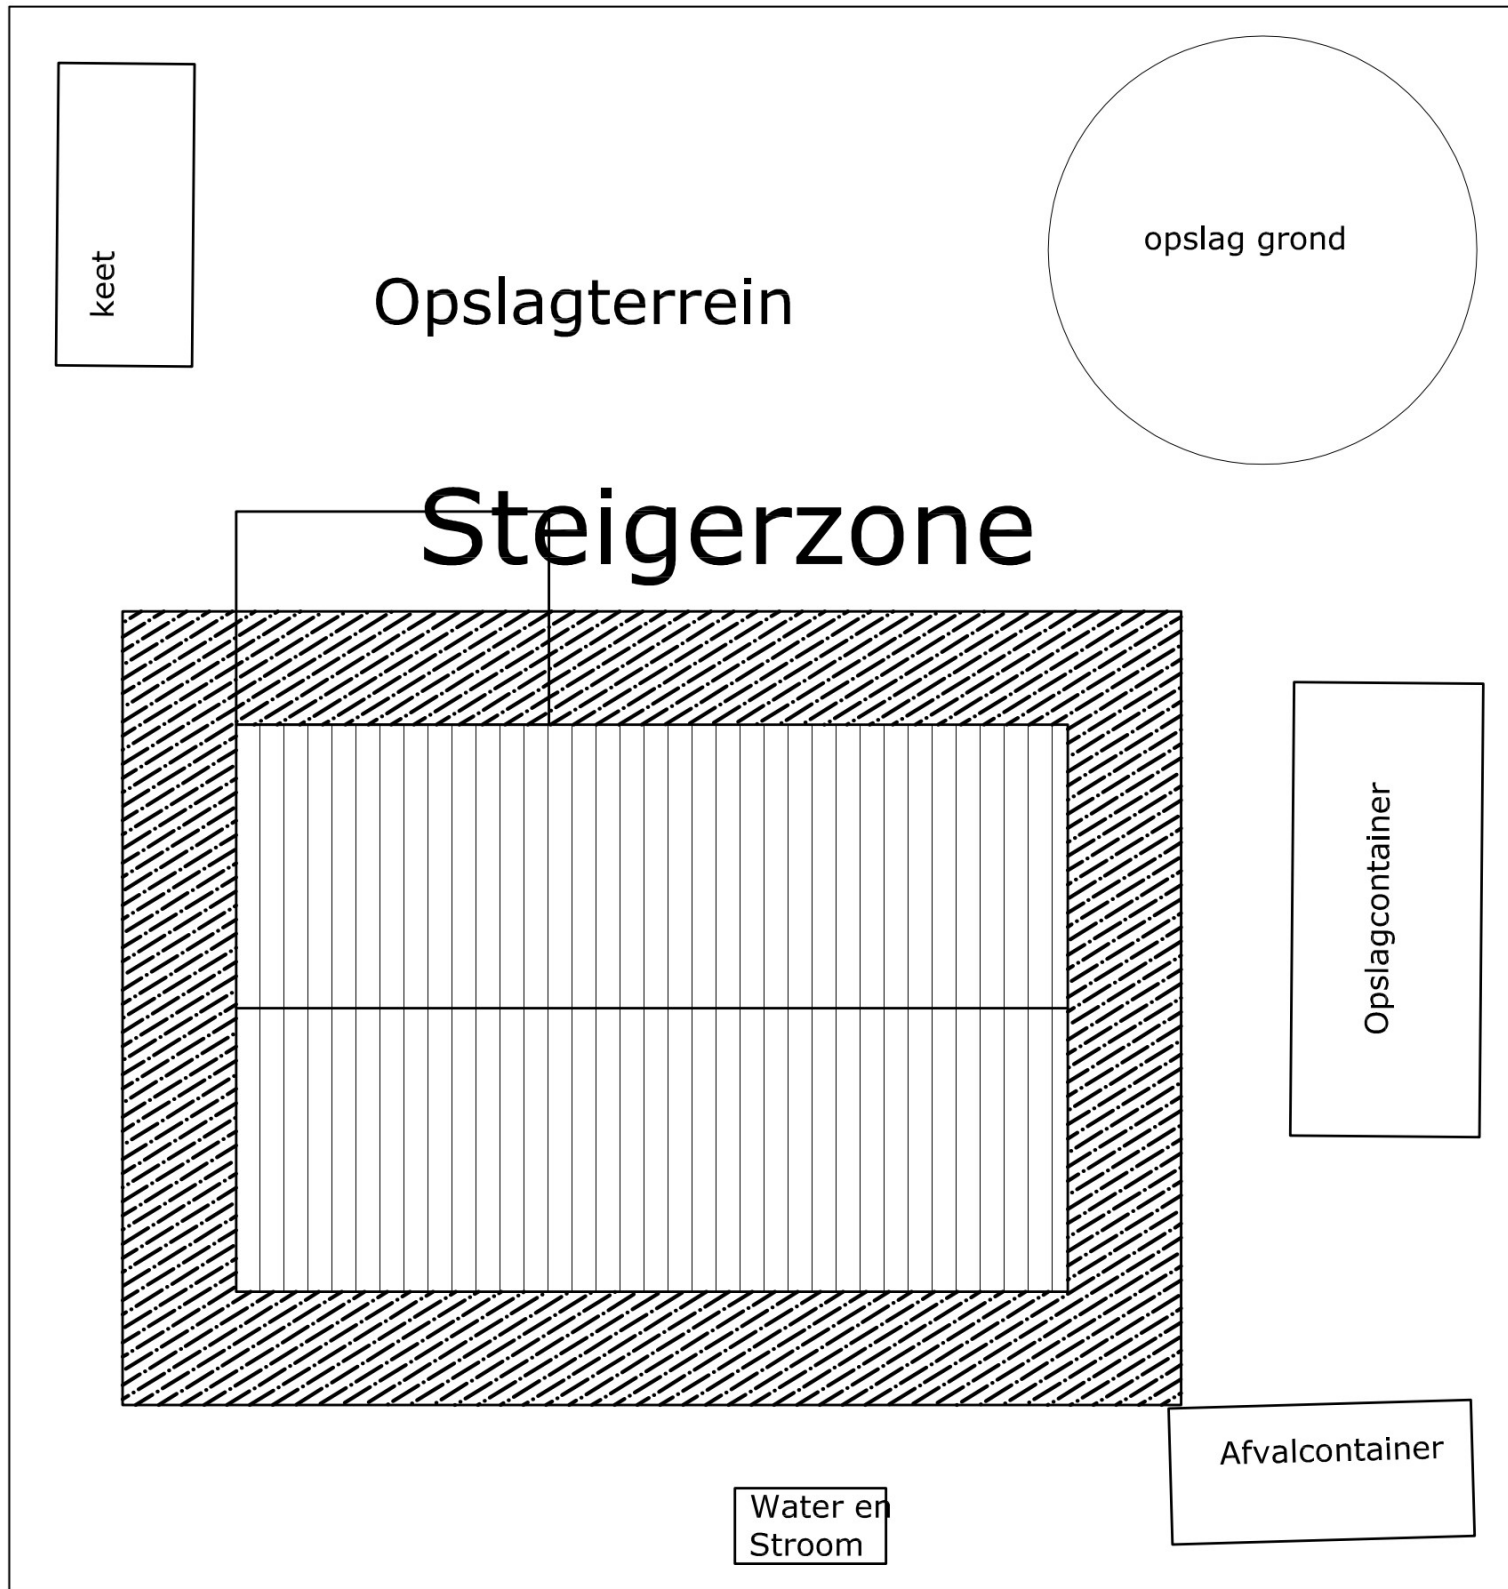 opslag grond
keet
Opslagterrein
Steigerzone
Opslagcontainer
Afvalcontainer
Water en
Stroom